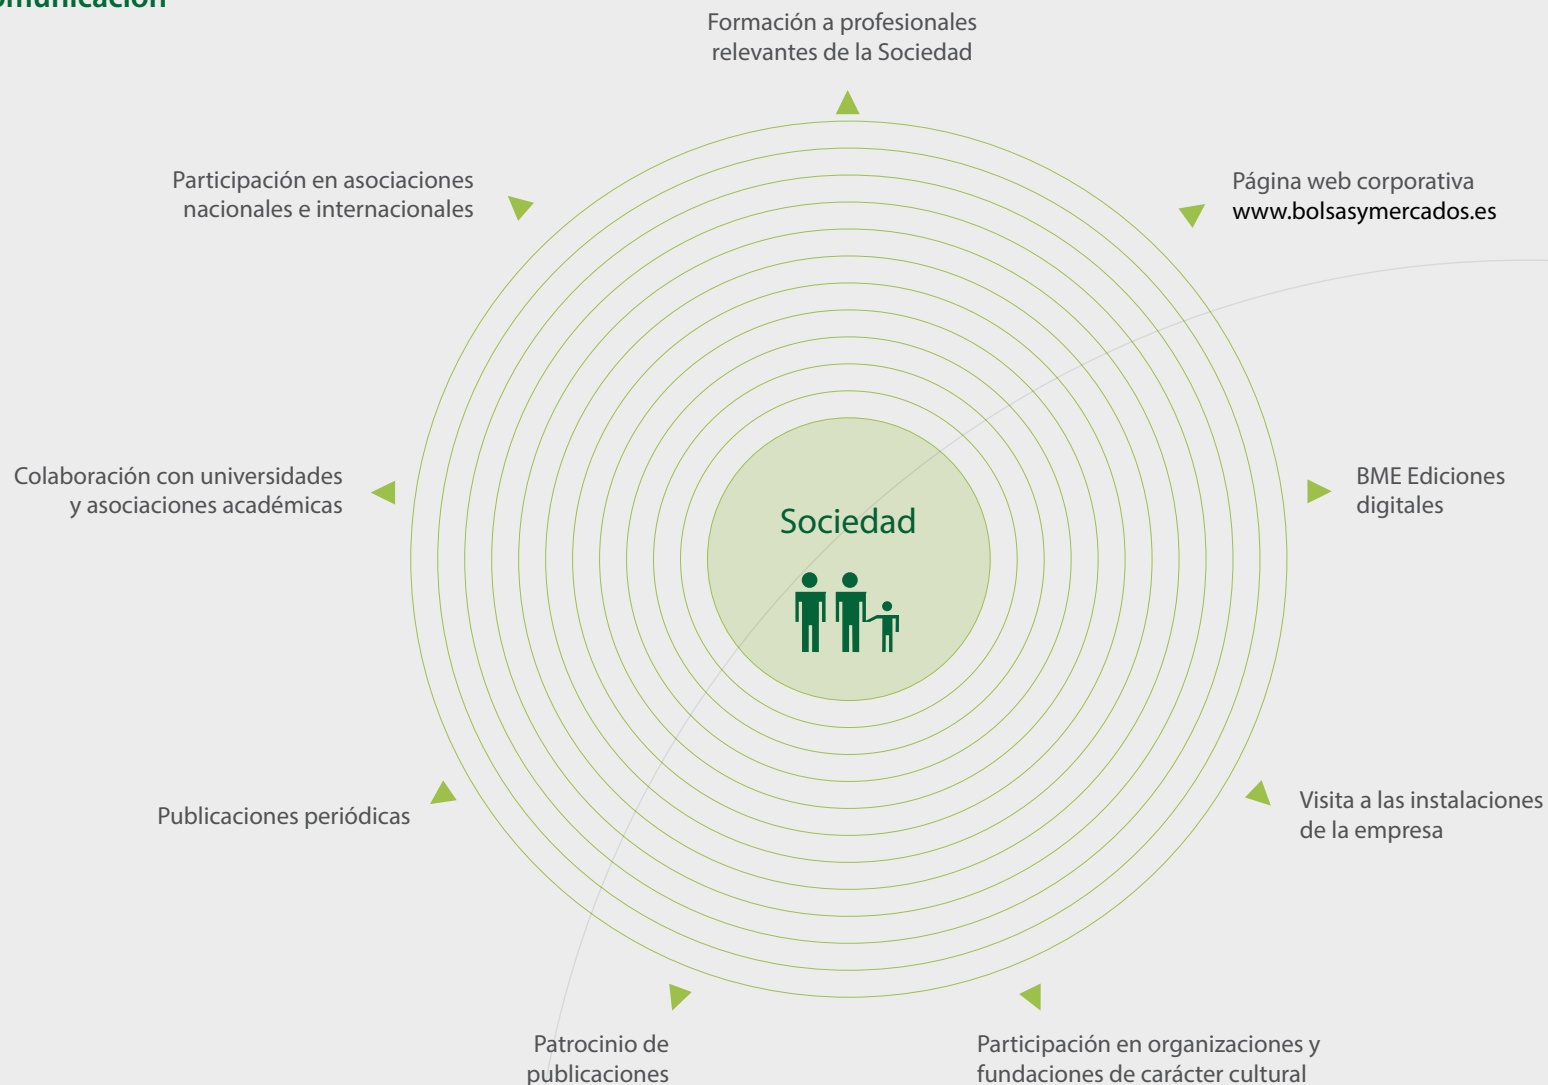 Formación a profesionales
relevantes de la Sociedad
Participación en asociaciones
nacionales e internacionales
Página web corporativa
www.bolsasymercados.es
Colaboración con universidades
y asociaciones académicas
BME Ediciones
digitales
Sociedad
Publicaciones periódicas
Visita a las instalaciones
de la empresa
Patrocinio de
publicaciones
Participación en organizaciones y
fundaciones de carácter cultural